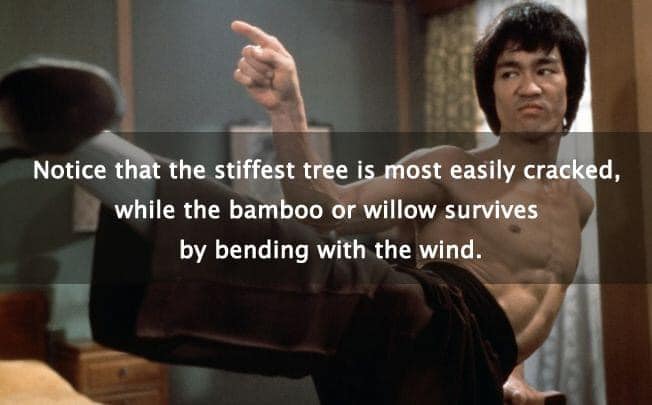 Notice that the stiffest tree is most easily cracked,
while the bamboo or willow survives
by bending with the wind.